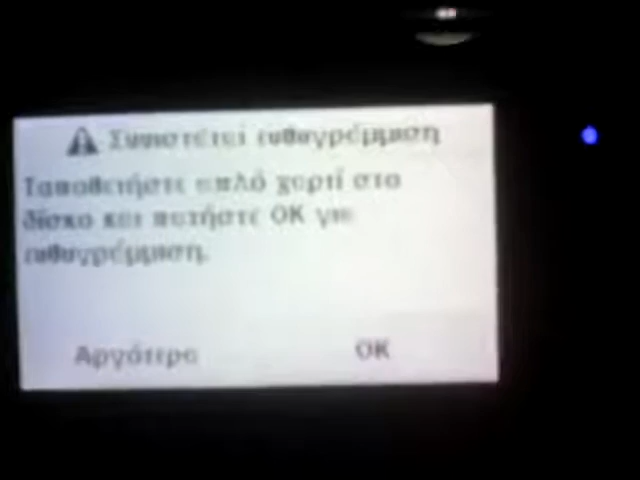 Συνιστάται ευθυγράμμιση
Τοποθετήστε απλό χαρτί στο
δίσκο και πατήστε OK για
ευθυγράμμιση.
Αργότερα
OK